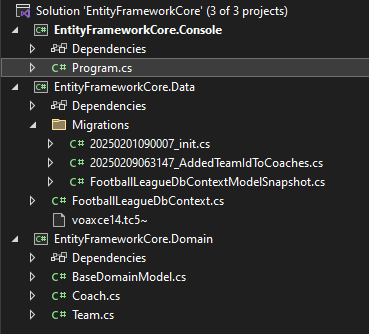 Solution 'EntityFrameworkCore' (3 of 3 projects)
EntityFrameworkCore.Console
Dependencies
C# Program.cs
EntityFrameworkCore.Data
Dependencies
Migrations
C# 20250201090007_init.cs
C# 20250209063147_AddedTeamIdToCoaches.cs
C# FootballLeagueDbContextModelSnapshot.cs
C# FootballLeagueDbContext.cs
voaxce14.tc5~
EntityFrameworkCore.Domain
Dependencies
C# BaseDomainModel.cs
C# Coach.cs
C# Team.cs